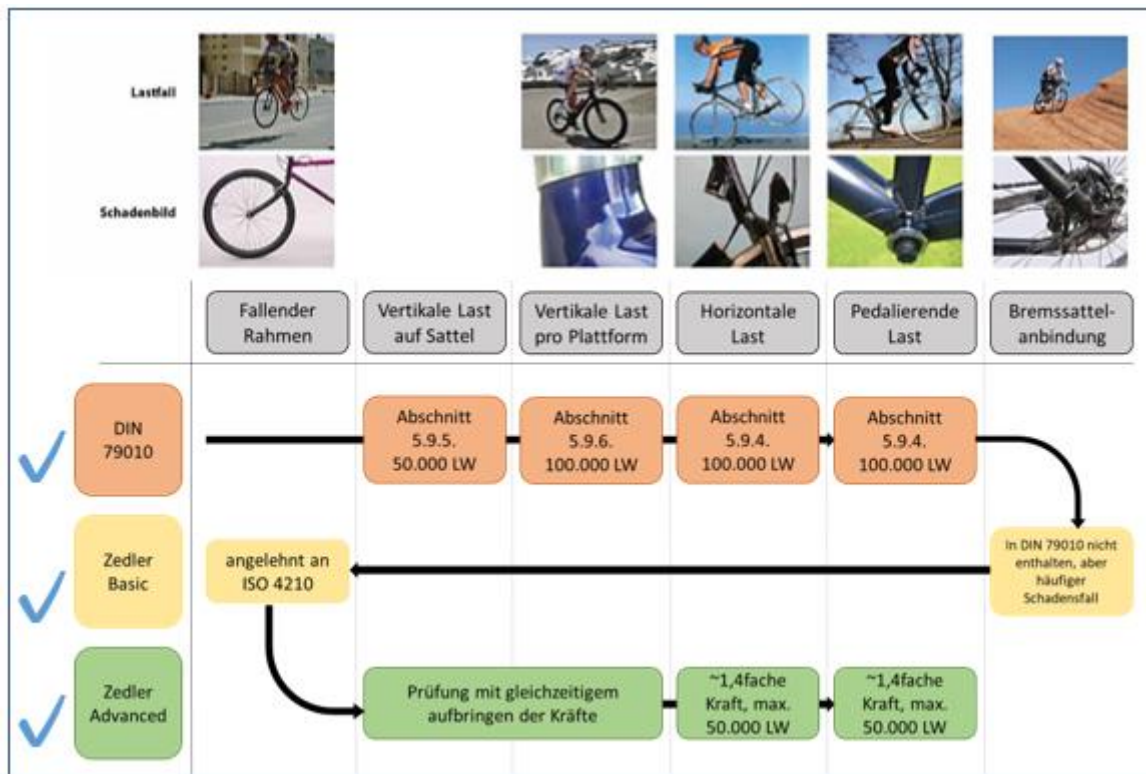 Lastfall
Schadenbild
Fallender
Rahmen
Vertikale Last
auf Sattel
Vertikale Last
pro Plattform
Horizontale
Last
Pedalierende
Last
Bremssattel-
anbindung
DIN
79010
Abschnitt
5.9.5.
50.000 LW
Abschnitt
5.9.6.
100.000 LW
Abschnitt
5.9.4.
100.000 LW
Abschnitt
5.9.4.
100.000 LW
Zedler
Basic
angelehnt an
ISO 4210
In DIN 79010 nicht
enthalten, aber
häufiger
Schadensfall
Zedler
Advanced
Prüfung mit gleichzeitigem
aufbringen der Kräfte
~1,4fache
Kraft, max.
50.000 LW
~1,4fache
Kraft, max.
50.000 LW